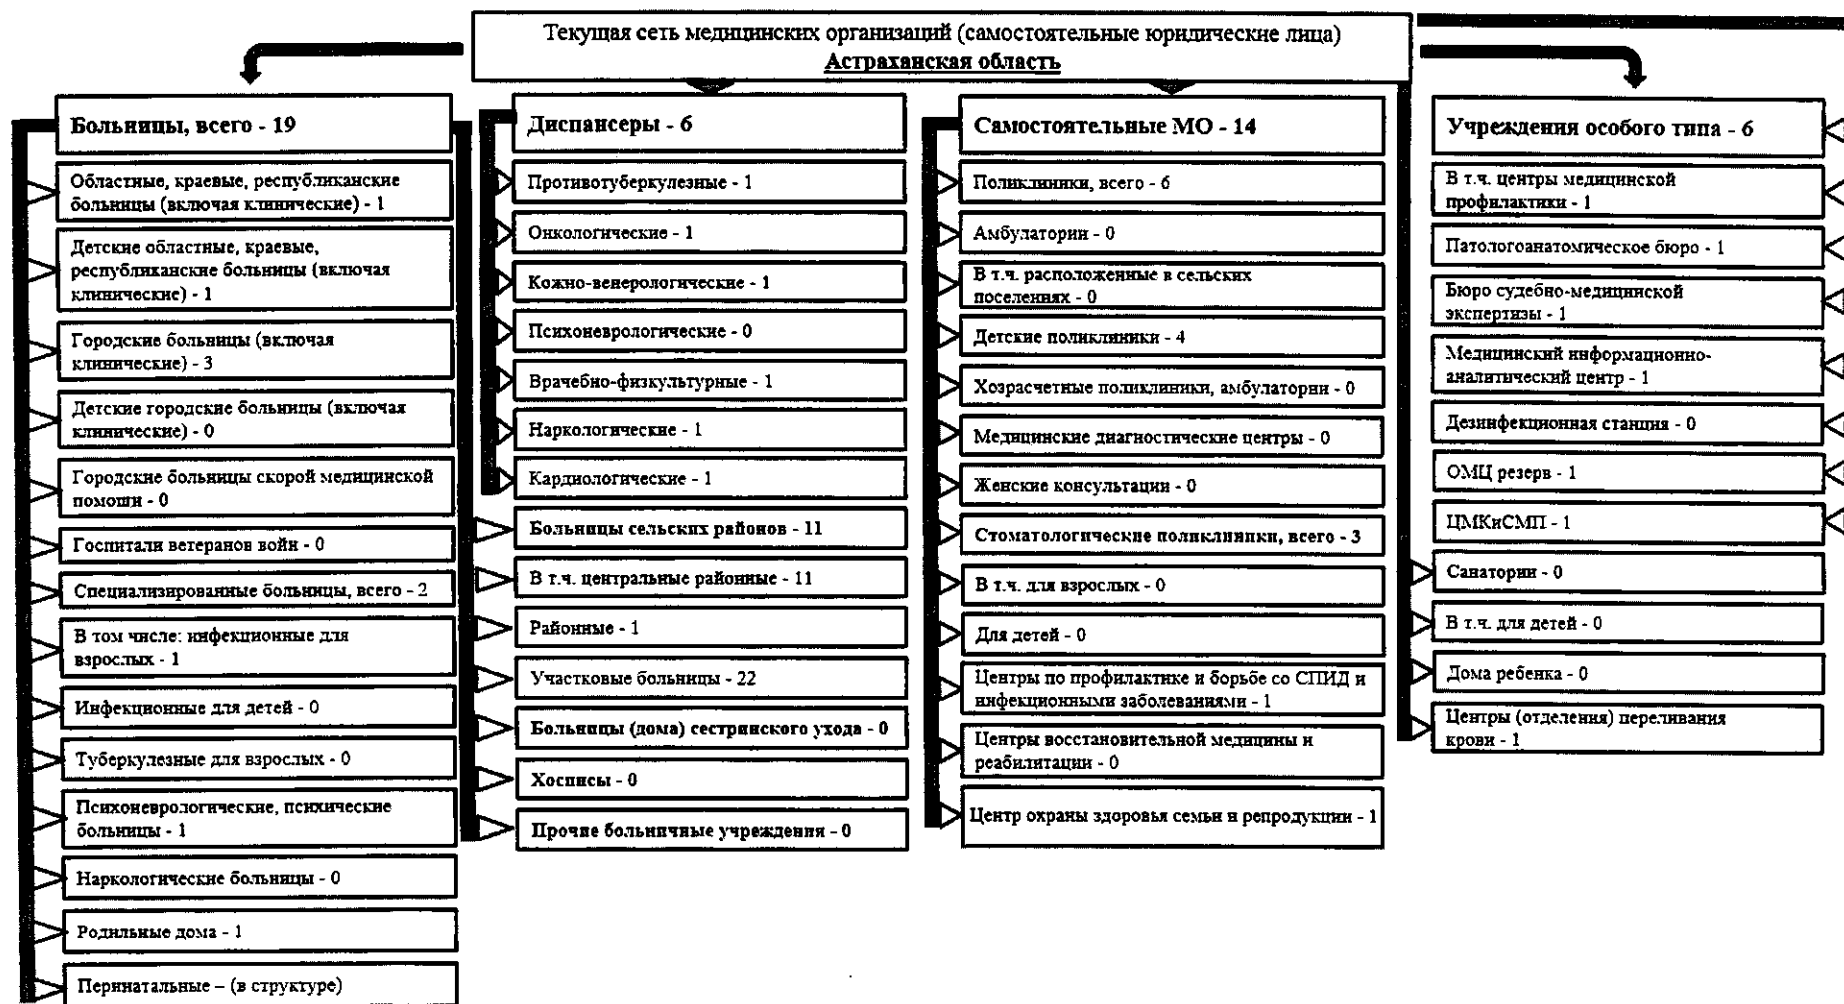 Текущая сеть медицинских организаций (самостоятельные юридические лица)
Астраханская область
Больницы, всего - 19
Областные, краевые, республиканские
больницы (включая клинические) - 1
Детские областные, краевые,
республиканские больницы (включая
клинические) - 1
Городские больницы (включая
клинические) - 3
Детские городские больницы (включая
клинические) - 0
Городские больницы скорой медицинской
помощи - 0
Госпитали ветеранов войн - 0
Специализированные больницы, всего - 2
В том числе: инфекционные для
взрослых - 1
Инфекционные для детей - 0
Туберкулезные для взрослых - 0
Психоневрологические, психические
больницы - 1
Наркологические больницы - 0
Родильные дома - 1
Перинатальные – (в структуре)
Диспансеры - 6
Противотуберкулезные - 1
Онкологические - 1
Кожно-венерологические - 1
Психоневрологические - 0
Врачебно-физкультурные - 1
Наркологические - 1
Кардиологические - 1
Больницы сельских районов - 11
В т.ч. центральные районные - 11
Районные - 1
Участковые больницы - 22
Больницы (дома) сестринского ухода - 0
Хосписы - 0
Прочие больничные учреждения - 0
Самостоятельные МО - 14
Поликлиники, всего - 6
Амбулатории - 0
В т.ч. расположенные в сельских
поселениях - 0
Детские поликлиники - 4
Хозрасчетные поликлиники, амбулатории - 0
Медицинские диагностические центры - 0
Женские консультации - 0
Стоматологические поликлиники, всего - 3
В т.ч. для взрослых - 0
Для детей - 0
Центры по профилактике и борьбе со СПИД и
инфекционными заболеваниями - 1
Центры восстановительной медицины и
реабилитации - 0
Центр охраны здоровья семьи и репродукции - 1
Учреждения особого типа - 6
В т.ч. центры медицинской
профилактики - 1
Патологоанатомическое бюро - 1
Бюро судебно-медицинской
экспертизы - 1
Медицинский информационно-
аналитический центр - 1
Дезинфекционная станция - 0
ОМЦ резерв - 1
ЦМКиСМП - 1
Санатории - 0
В т.ч. для детей - 0
Дома ребенка - 0
Центры (отделения) переливания
крови - 1